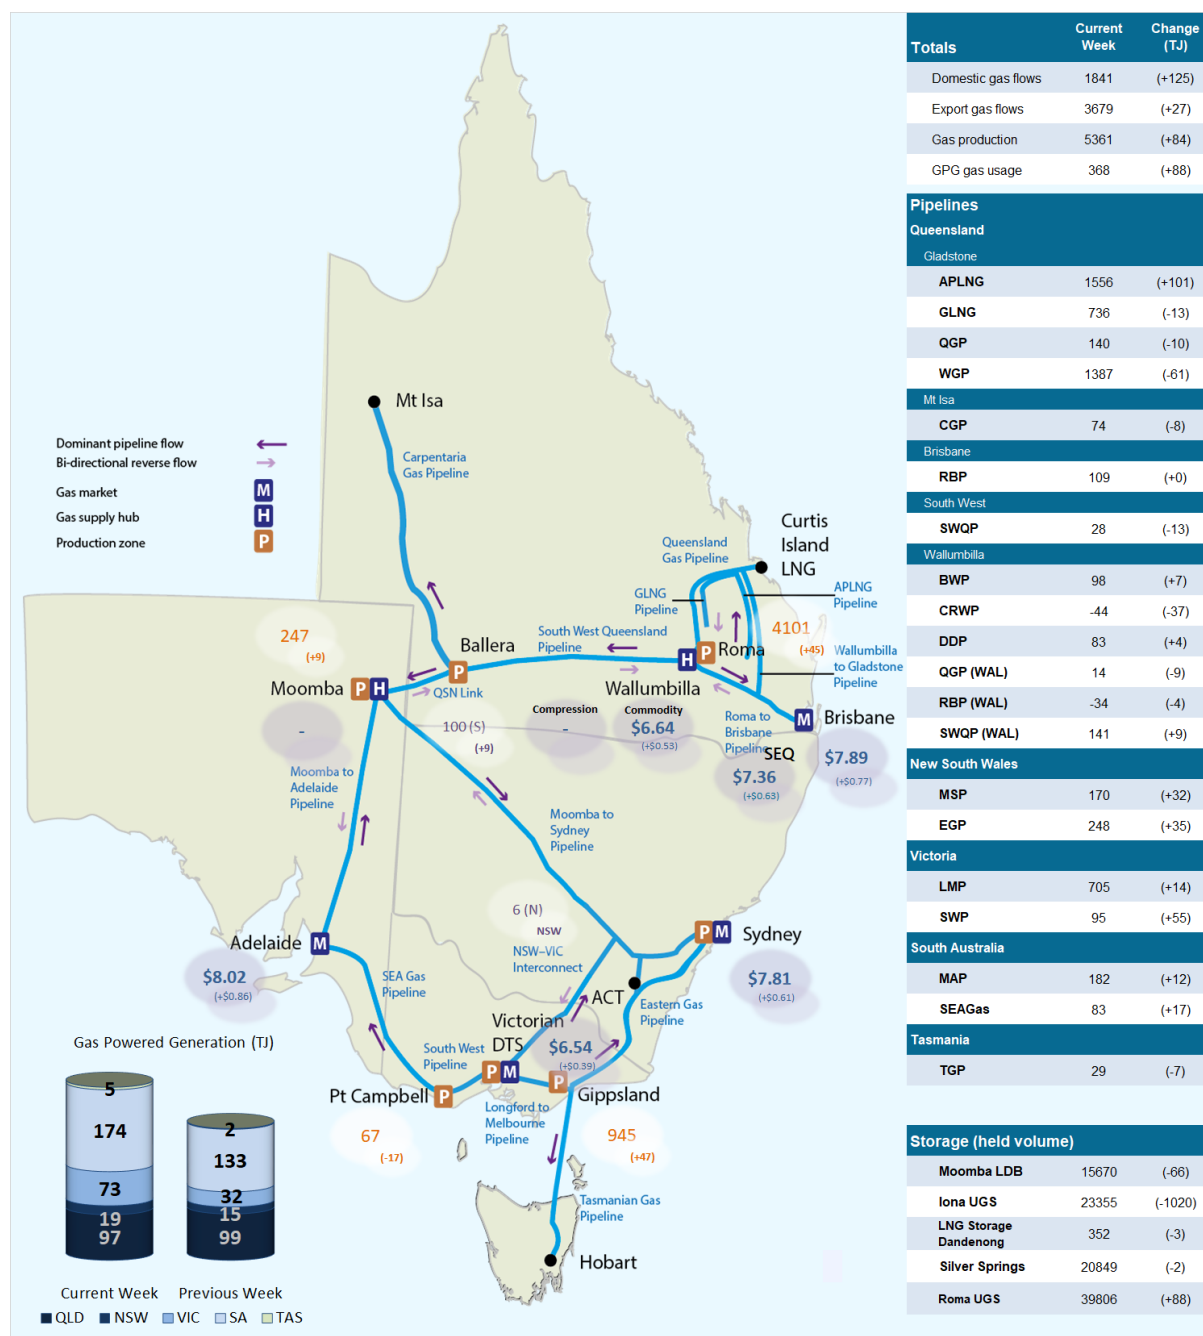 Totals
Current Week
Change (TJ)
Domestic gas flows 1841 (+125)
Export gas flows 3679 (+27)
Gas production 5361 (+84)
GPG gas usage 368 (+88)
Pipelines
Queensland
Gladstone
APLNG 1556 (+101)
GLNG 736 (-13)
QGP 140 (-10)
WGP 1387 (-61)
Mt Isa
CGP 74 (-8)
Brisbane
RBP 109 (+0)
South West
SWQP 28 (-13)
Wallumbilla
BWP 98 (+7)
CRWP -44 (-37)
DDP 83 (+4)
QGP (WAL) 14 (-9)
RBP (WAL) -34 (-4)
SWQP (WAL) 141 (+9)
New South Wales
MSP 170 (+32)
EGP 248 (+35)
Victoria
LMP 705 (+14)
SWP 95 (+55)
South Australia
MAP 182 (+12)
SEAGas 83 (+17)
Tasmania
TGP 29 (-7)
Storage (held volume)
Moomba LDB 15670 (-66)
Iona UGS 23355 (-1020)
LNG Storage Dandenong 352 (-3)
Silver Springs 20849 (-2)
Roma UGS 39806 (+88)
Mt Isa
Carpentaria
Gas Pipeline
Dominant pipeline flow
Bi-directional reverse flow
Gas market M
Gas supply hub H
Production zone P
Curtis
Island
LNG
Queensland
Gas Pipeline
GLNG
Pipeline
APLNG
Pipeline
4101
(+45)
Wallumbilla
to Gladstone
Pipeline
P Roma
H
Wallumbilla
South West Queensland
Pipeline
Ballera
P
QSN Link
247
(+9)
Moomba P H
-
100 (S)
(+9)
Compression
-
Commodity
$6.64
(+$0.53)
Roma to
Brisbane
Pipeline
SEQ
$7.36
(+$0.63)
M Brisbane
$7.89
(+$0.77)
Moomba to
Adelaide
Pipeline
Moomba to
Sydney
Pipeline
6 (N)
NSW
NSW–VIC
Interconnect
Adelaide M
$8.02
(+$0.86)
SEA Gas
Pipeline
P M Sydney
$7.81
(+$0.61)
ACT
Eastern Gas
Pipeline
Victorian
DTS
P M
$6.54
(+$0.39)
South West
Pipeline
Pt Campbell P
67
(-17)
Longford to
Melbourne
Pipeline
P
Gippsland
945
(+47)
Tasmanian Gas
Pipeline
Hobart
Gas Powered Generation (TJ)
5
174
73
19
97
2
133
32
15
99
Current Week Previous Week
QLD NSW VIC SA TAS